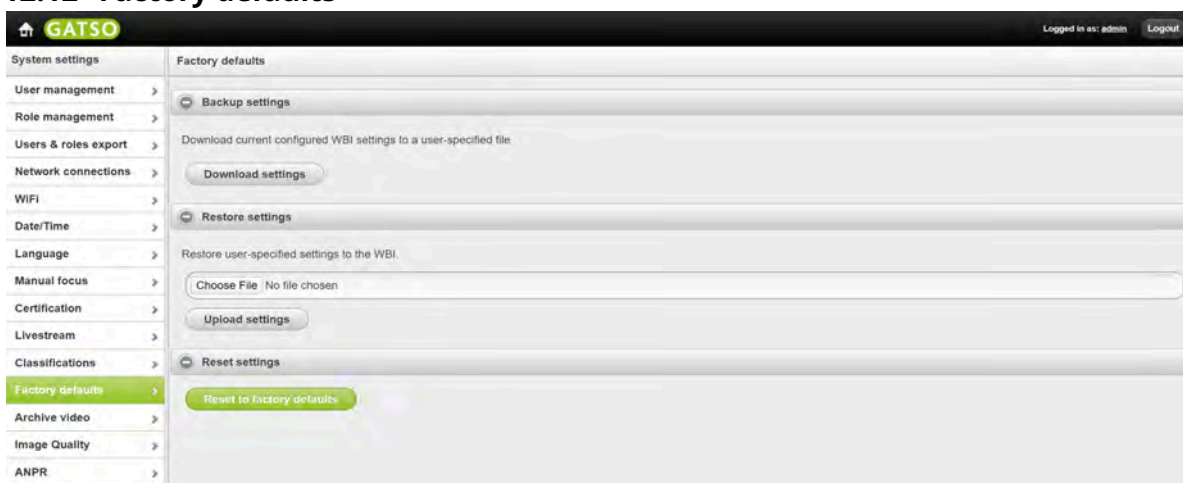 Factory defaults
GATSO
Logged in as: admin Logout
System settings
Factory defaults
User management
Role management
Users & roles export
Network connections
WiFi
Date/Time
Language
Manual focus
Certification
Livestream
Classifications
Factory defaults
Archive video
Image Quality
ANPR
Backup settings
Download current configured WBI settings to a user-specified file
Download settings
Restore settings
Restore user-specified settings to the WBI.
Choose File No file chosen
Upload settings
Reset settings
Reset to factory defaults